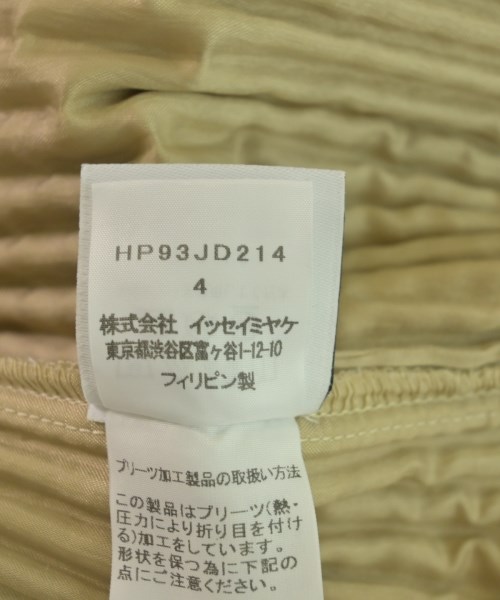 HP93JD214
4
株式会社 イッセイミヤケ
東京都渋谷区富ヶ谷1-12-10
フィリピン製
プリーツ加工製品の取扱い方法
この製品はプリーツ(熱・
圧力により折り目を付け
る)加工をしています。
形状を保つ為に下記の
点にご注意ください。